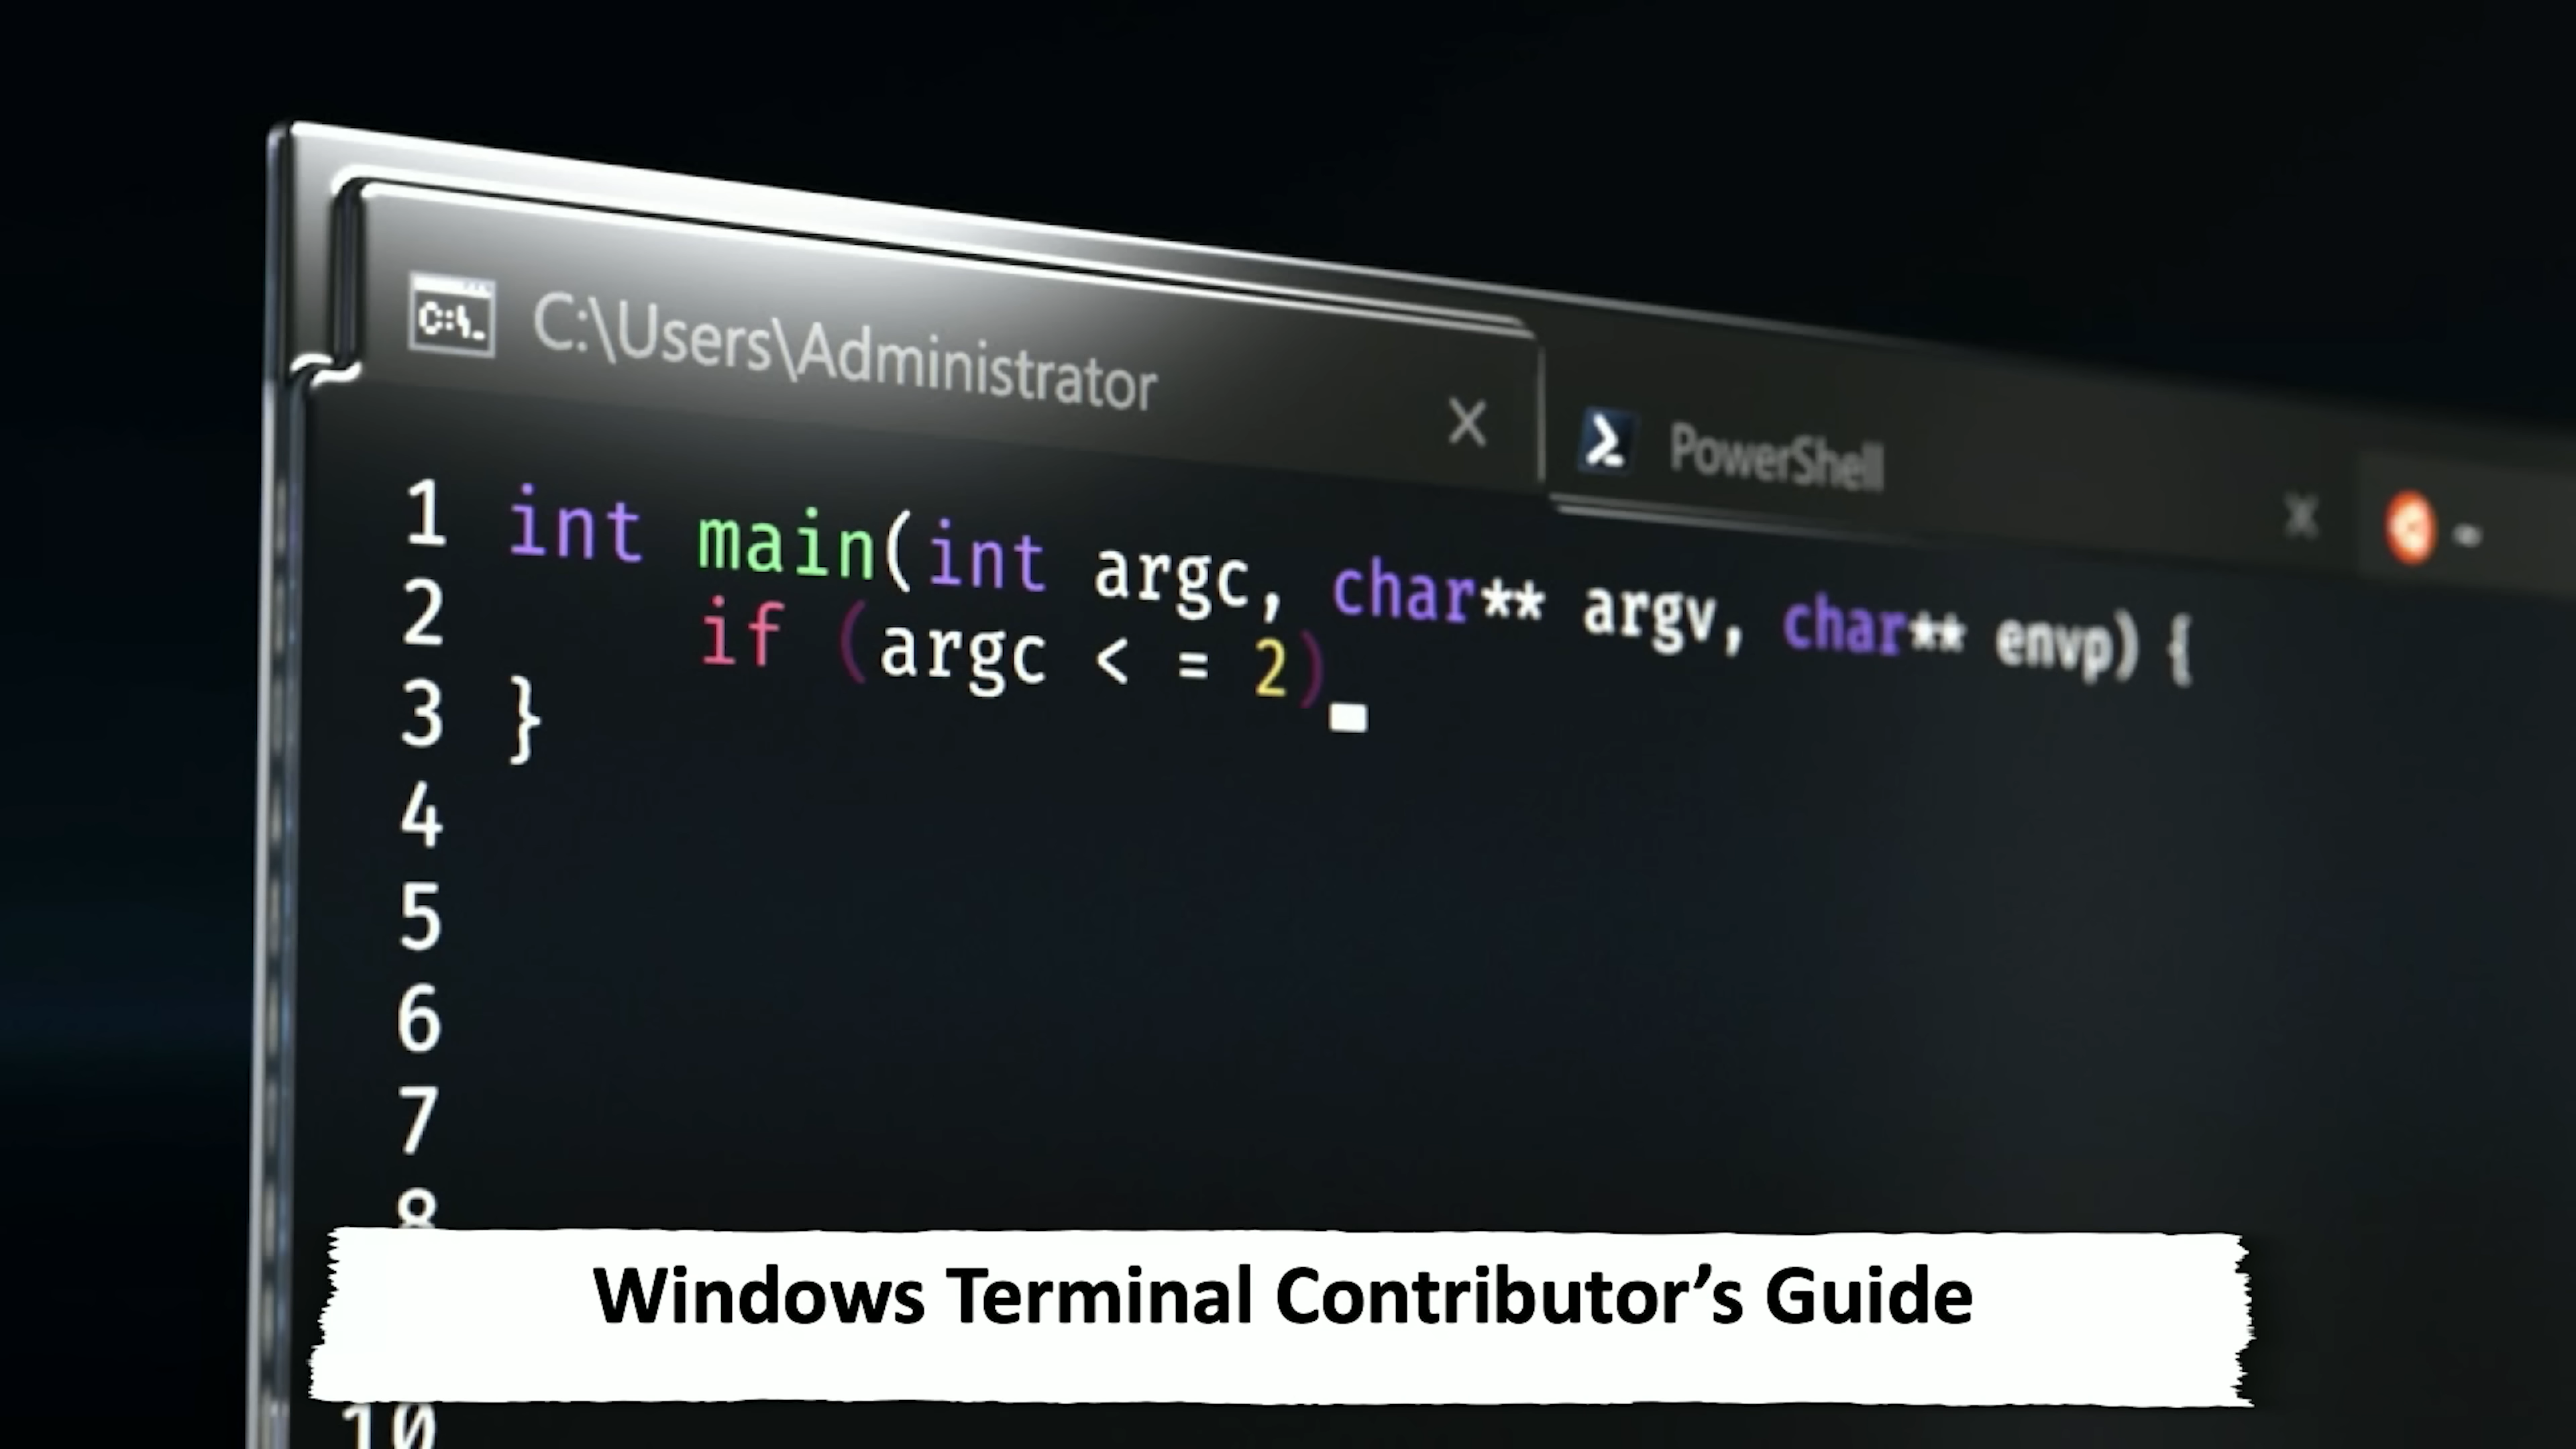 C:\_ C:\Users\Administrator X PowerShell X
1 int main(int argc, char** argv, char** envp) {
2 if (argc < = 2)
3 }
4
5
6
7
8
Windows Terminal Contributor’s Guide
10